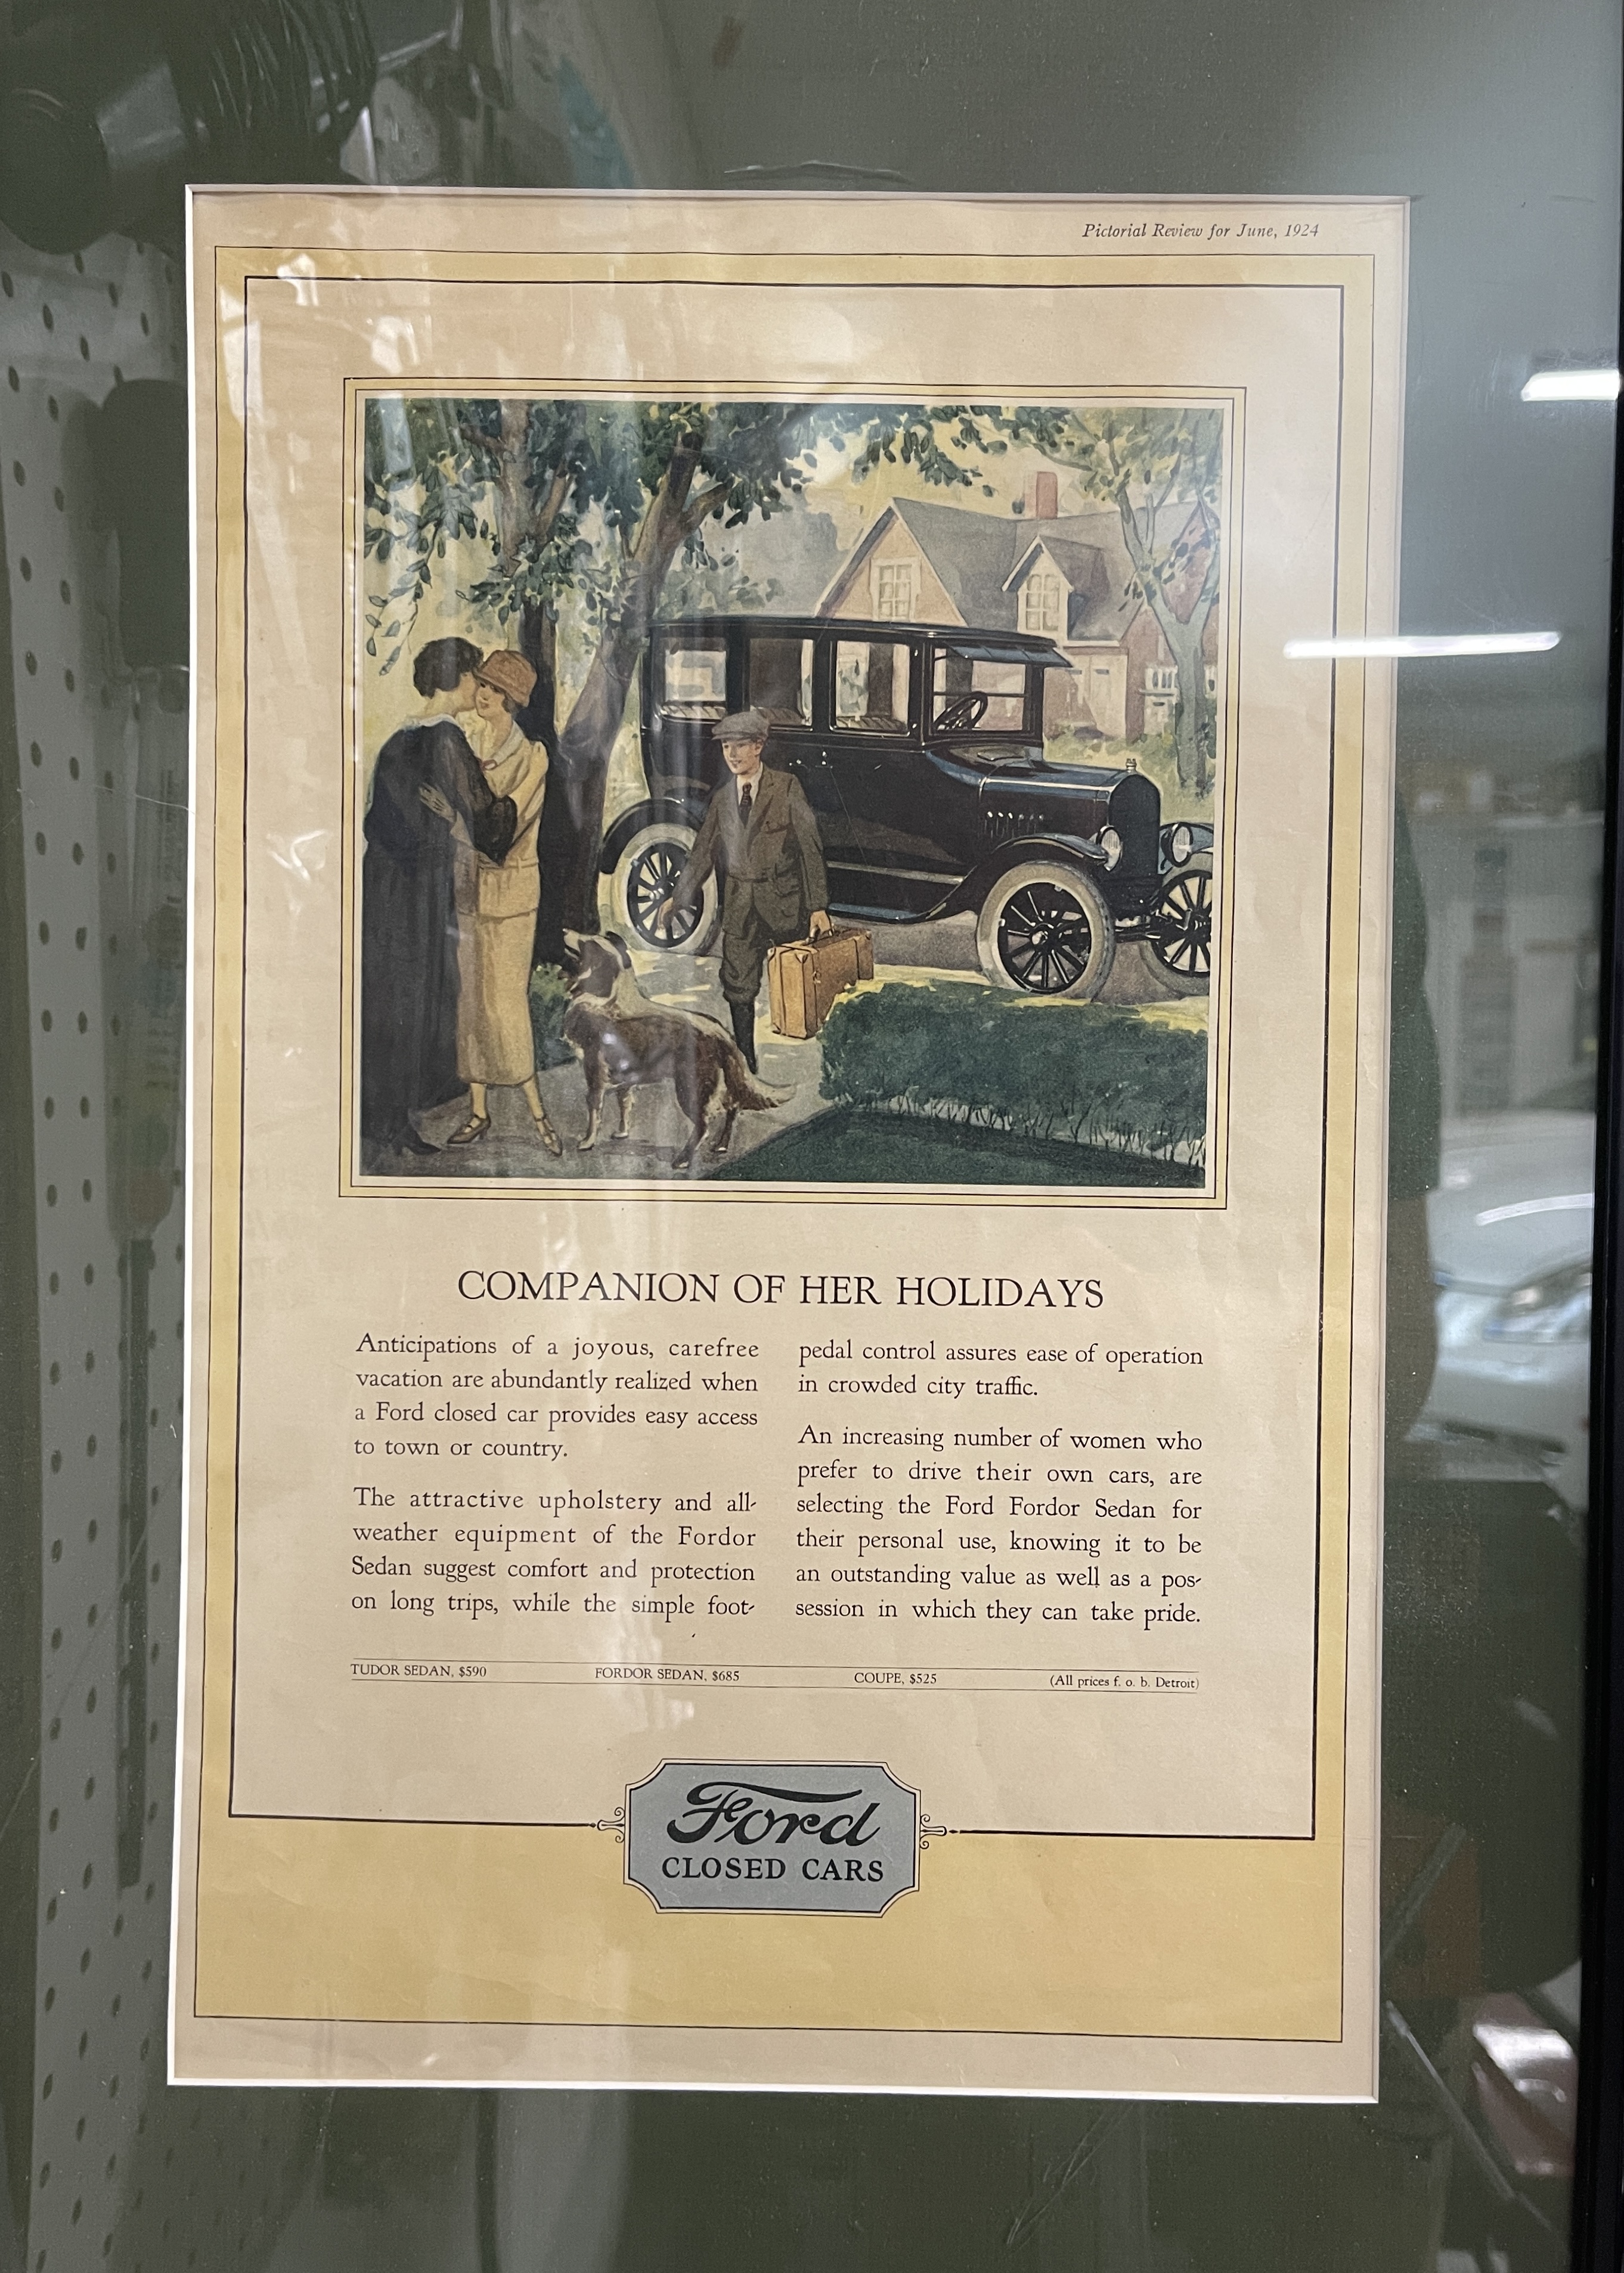 Pictorial Review for June, 1924
COMPANION OF HER HOLIDAYS
Anticipations of a joyous, carefree
vacation are abundantly realized when
a Ford closed car provides easy access
to town or country.
The attractive upholstery and all-
weather equipment of the Fordor
Sedan suggest comfort and protection
on long trips, while the simple foot-
pedal control assures ease of operation
in crowded city traffic.
An increasing number of women who
prefer to drive their own cars, are
selecting the Ford Fordor Sedan for
their personal use, knowing it to be
an outstanding value as well as a pos-
session in which they can take pride.
TUDOR SEDAN, $590 FORDOR SEDAN, $685 COUPE, $525 (All prices f. o. b. Detroit)
Ford
CLOSED CARS